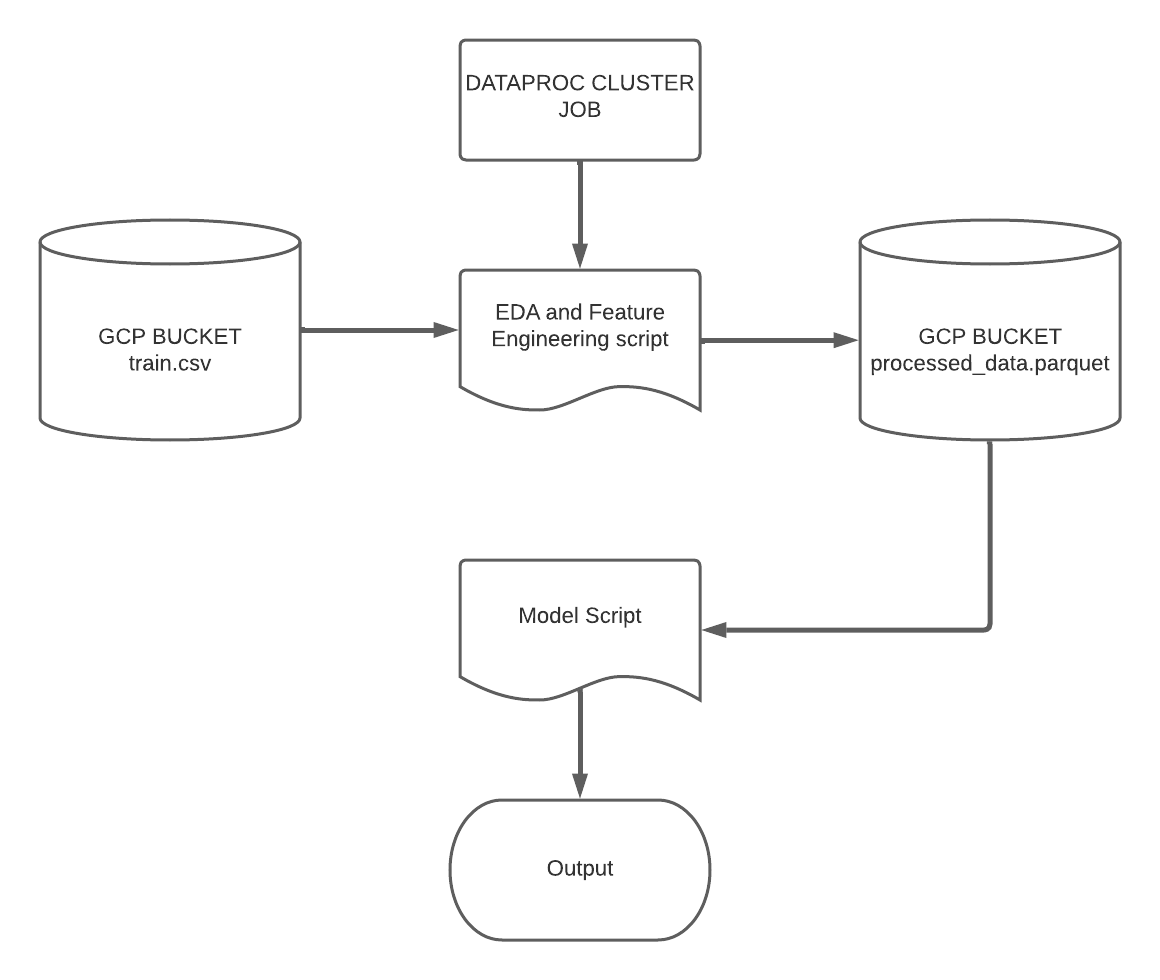 DATAPROC CLUSTER
JOB
GCP BUCKET
train.csv
EDA and Feature
Engineering script
GCP BUCKET
processed_data.parquet
Model Script
Output